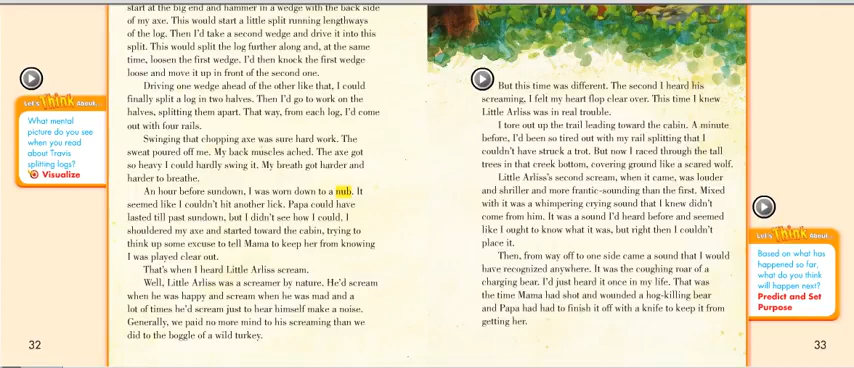 start at the big end and hammer in a wedge with the back side
of my axe. This would start a little split running lengthways
of the log. Then I'd take a second wedge and drive it into this
split. This would split the log further along and, at the same
time, loosen the first wedge. I'd then knock the first wedge
loose and move it up in front of the second one.
Driving one wedge ahead of the other like that, I could
finally split a log in two halves. Then I'd go to work on the
halves, splitting them apart. That way, from each log, I'd come
out with four rails.
Swinging that chopping axe was sure hard work. The
sweat poured off me. My back muscles ached. The axe got
so heavy I could hardly swing it. My breath got harder and
harder to breathe.
An hour before sundown, I was worn down to a nub. It
seemed like I couldn't hit another lick. Papa could have
lasted till past sundown, but I didn't see how I could. I
shouldered my axe and started toward the cabin, trying to
think up some excuse to tell Mama to keep her from knowing
I was played clear out.
That's when I heard Little Arliss scream.
Well, Little Arliss was a screamer by nature. He'd scream
when he was happy and scream when he was mad and a
lot of times he'd scream just to hear himself make a noise.
Generally, we paid no more mind to his screaming than we
did to the gobble of a wild turkey.
Let's Think About...
What mental
picture do you see
when you read
about Travis
splitting logs?
Visualize
32
But this time was different. The second I heard his
screaming, I felt my heart flop clear over. This time I knew
Little Arliss was in real trouble.
I tore out up the trail leading toward the cabin. A minute
before, I'd been so tired out with my rail splitting that I
couldn't have struck a trot. But now I raced through the tall
trees in that creek bottom, covering ground like a scared wolf.
Little Arliss's second scream, when it came, was louder
and shriller and more frantic-sounding than the first. Mixed
with it was a whimpering crying sound that I knew didn't
come from him. It was a sound I'd heard before and seemed
like I ought to know what it was, but right then I couldn't
place it.
Then, from way off to one side came a sound that I would
have recognized anywhere. It was the coughing roar of a
charging bear. I'd just heard it once in my life. That was
the time Mama had shot and wounded a hog-killing bear
and Papa had had to finish it off with a knife to keep it from
getting her.
Let's Think About...
Based on what has
happened so far,
what do you think
will happen next?
Predict and Set
Purpose
33